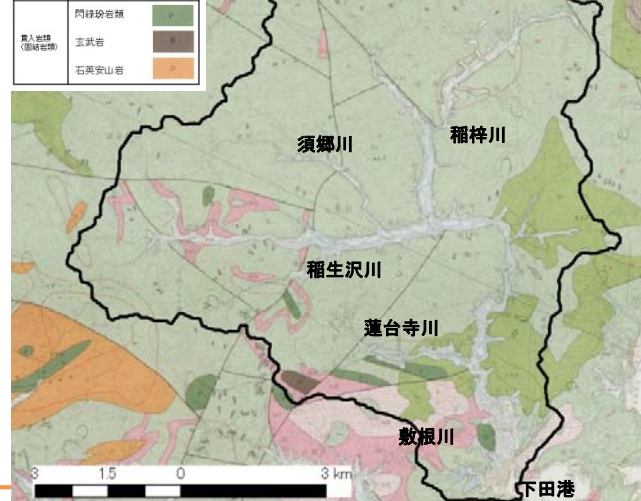 貫入岩類
(固結岩類)
閃緑玢岩類
玄武岩
石英安山岩
須郷川
稲梓川
稲生沢川
蓮台寺川
敷根川
3 1.5 0 3 km
下田港